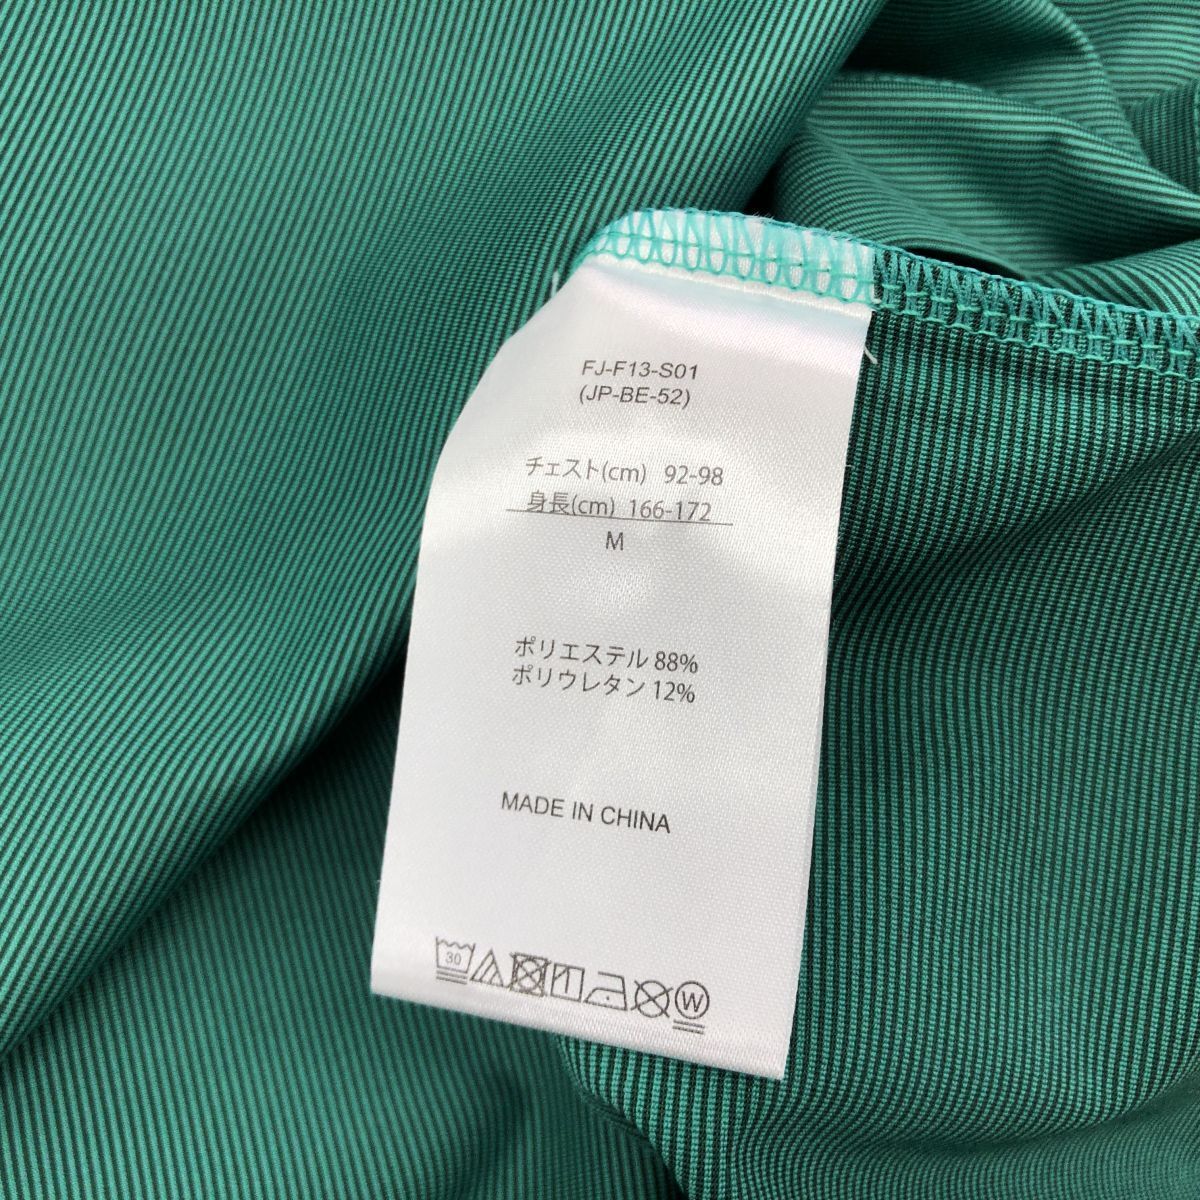 FJ-F13-S01
(JP-BE-52)
チェスト(cm) 92-98
身長(cm) 166-172
M
ポリエステル 88%
ポリウレタン 12%
MADE IN CHINA
30
W